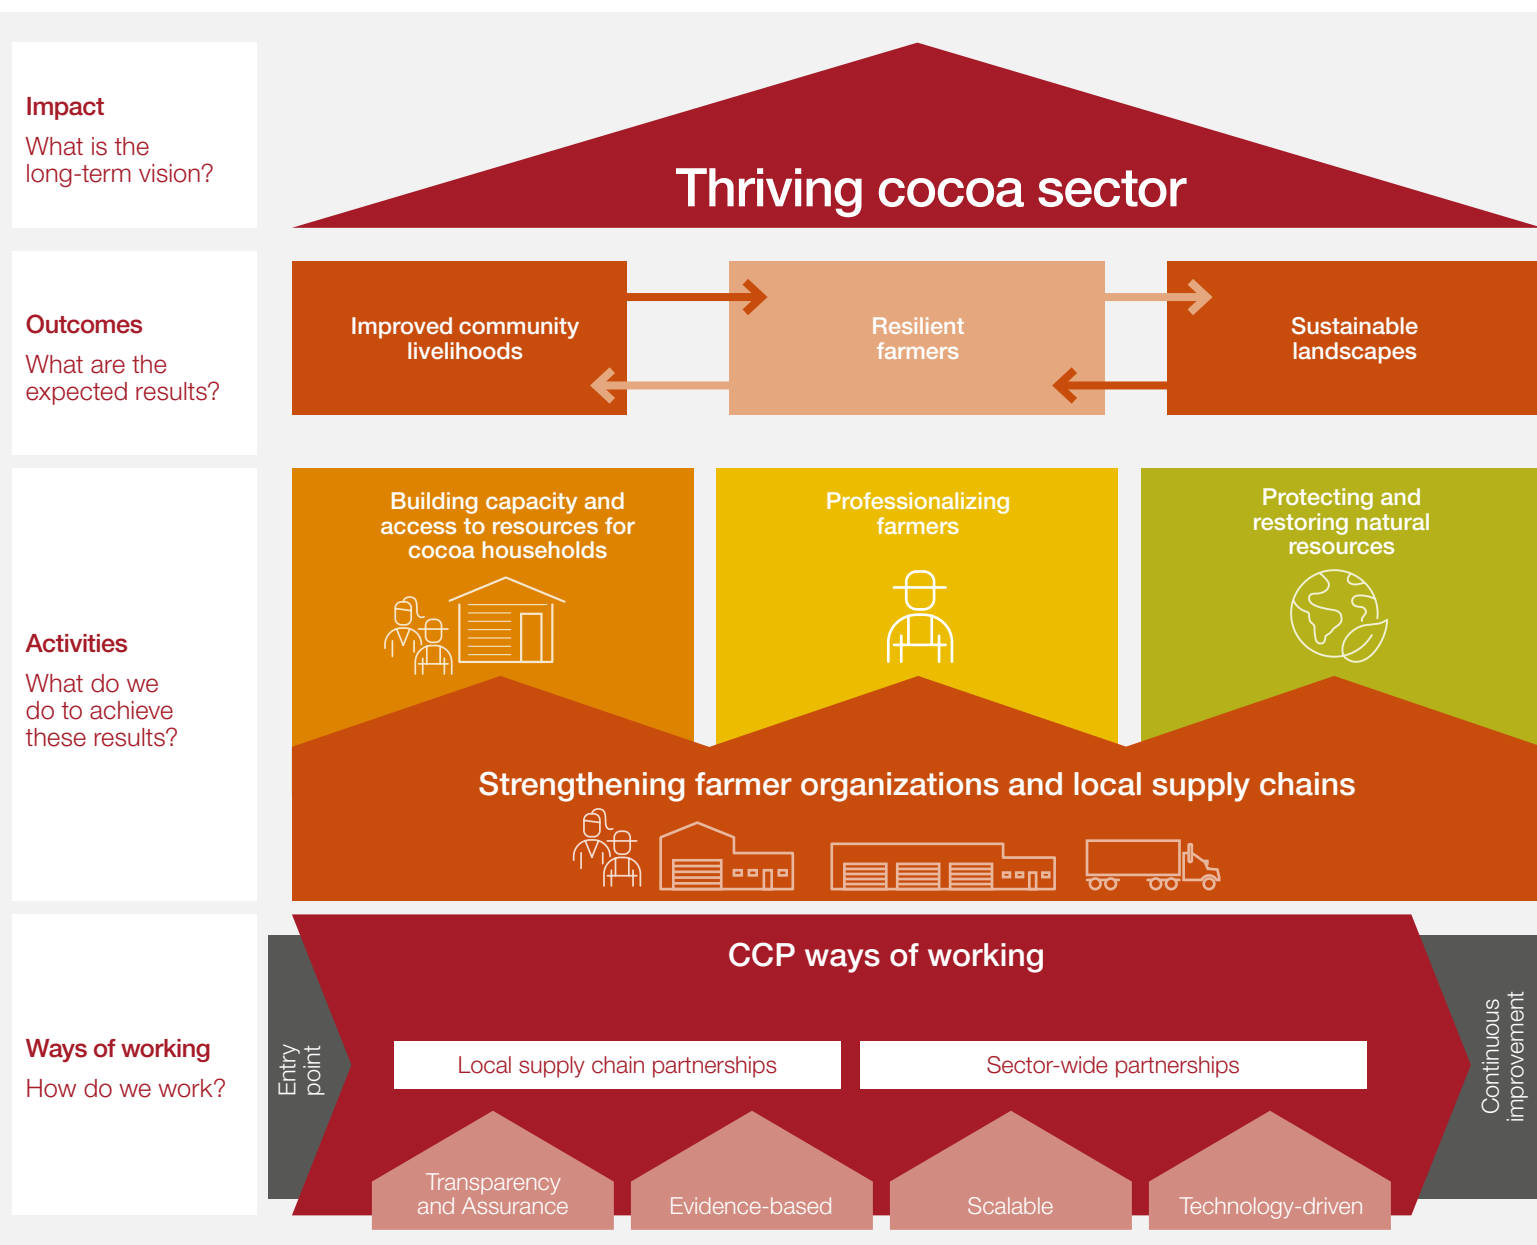 Impact
What is the
long-term vision?
Thriving cocoa sector
Outcomes
What are the
expected results?
Improved community
livelihoods
Resilient
farmers
Sustainable
landscapes
Activities
What do we
do to achieve
these results?
Building capacity and
access to resources for
cocoa households
Professionalizing
farmers
Protecting and
restoring natural
resources
Strengthening farmer organizations and local supply chains
Ways of working
How do we work?
Entry
point
CCP ways of working
Local supply chain partnerships
Sector-wide partnerships
Transparency
and Assurance
Evidence-based
Scalable
Technology-driven
Continuous
improvement